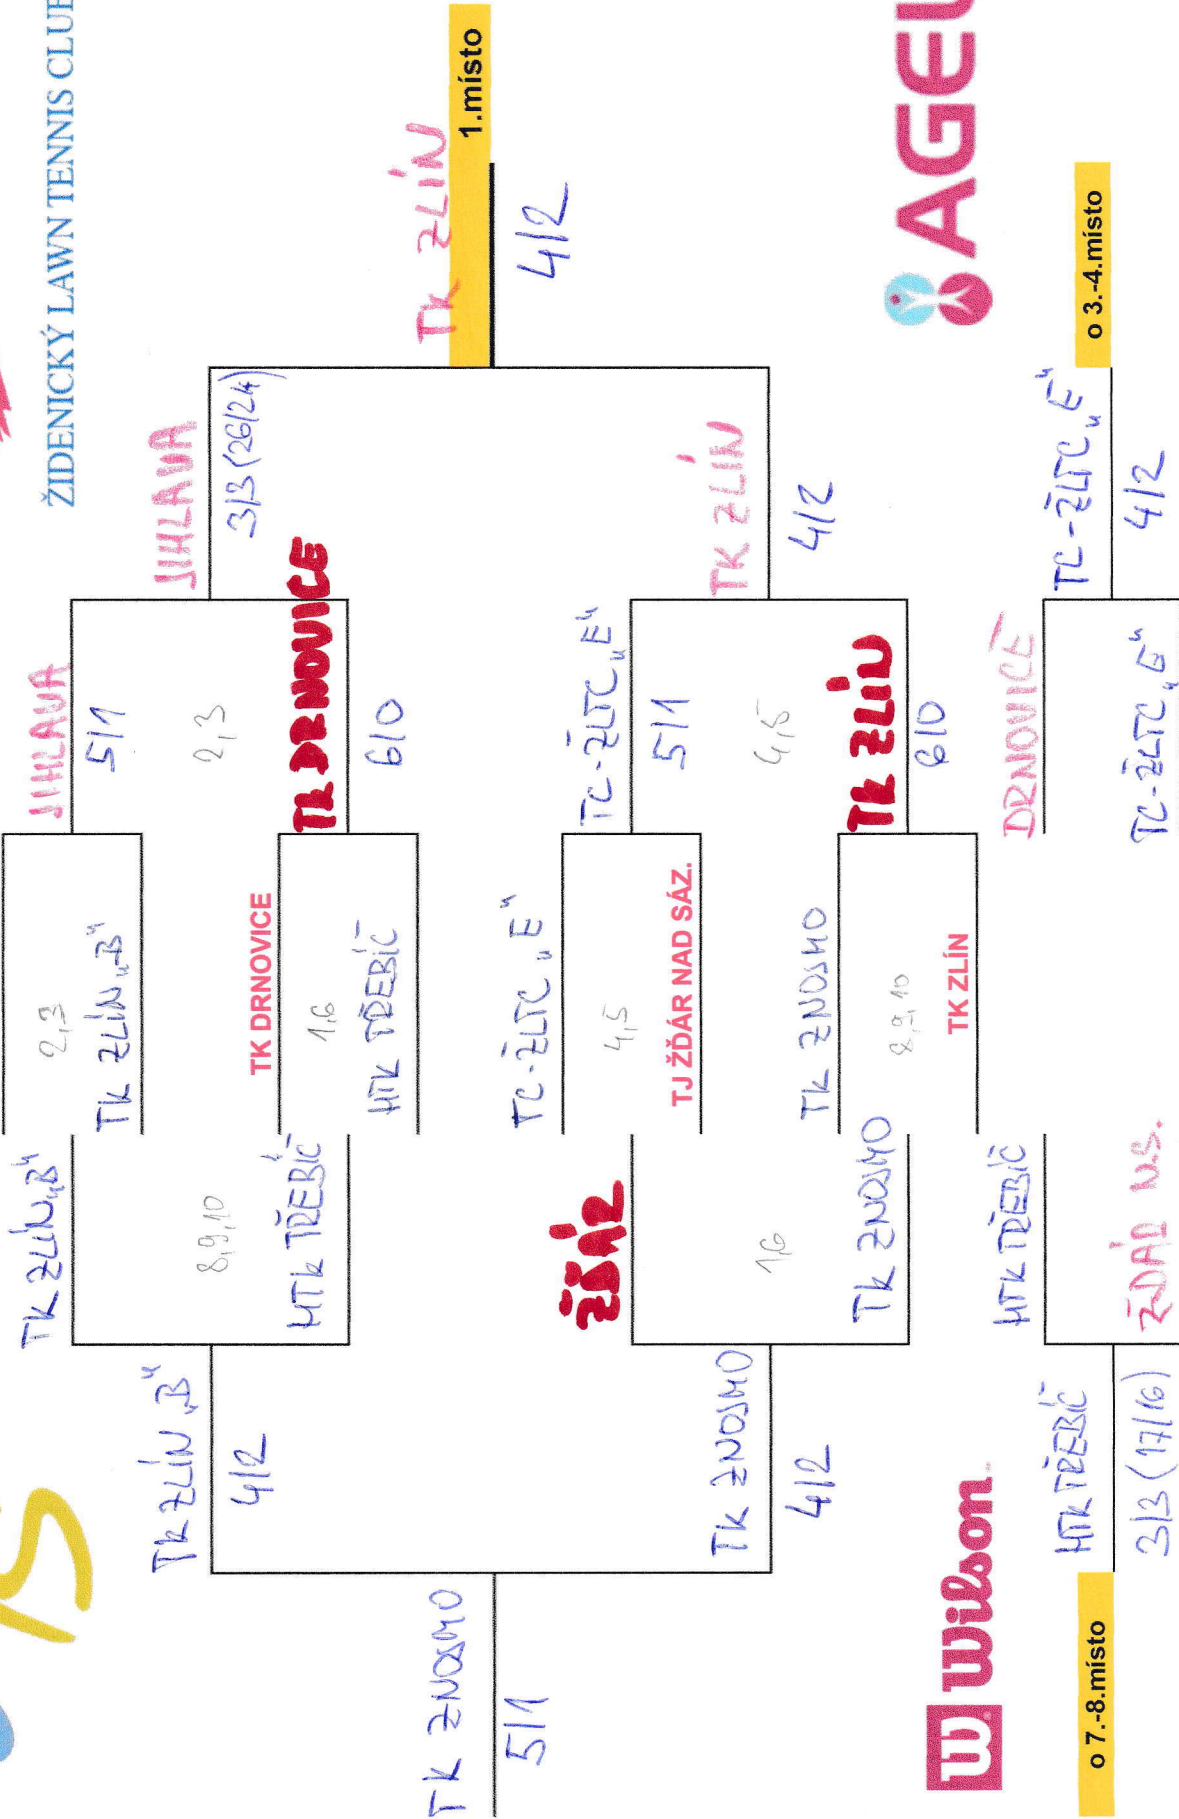 ŽIDENICKÝ LAWN TENNIS CLUB
JIHLAVA
5/1
2,3
TK ZLÍN „B“
TK ZLÍN „B“
8,9,10
TK ZLÍN „B“
4/2
JIHLAVA
3/3 (26/24)
2,3
TK DRNOVICE
TK DRNOVICE
6/0
1,6
HTK TŘEBÍČ
HTK TŘEBÍČ
TK ZLÍN
1.místo
4/2
TK ZNOJMO
5/1
TC-ŽLTC „E“
TC-ŽLTC „E“
5/1
4,5
TJ ŽĎÁR NAD SÁZ.
ŽĎÁR
1,6
TK ZLÍN
4/2
4,5
TK ZNOJMO
4/2
TK ZNOJMO
TK ZNOJMO
8,9,10
TK ZLÍN
TK ZLÍN
6/0
AGEL
W Wilson.
HTK TŘEBÍČ
DRNOVICE
TC-ŽLTC „E“
o 3.-4.místo
4/2
TC-ŽLTC „E“
o 7.-8.místo
HTK TŘEBÍČ
3/3 (17/16)
ŽĎÁR N.S.